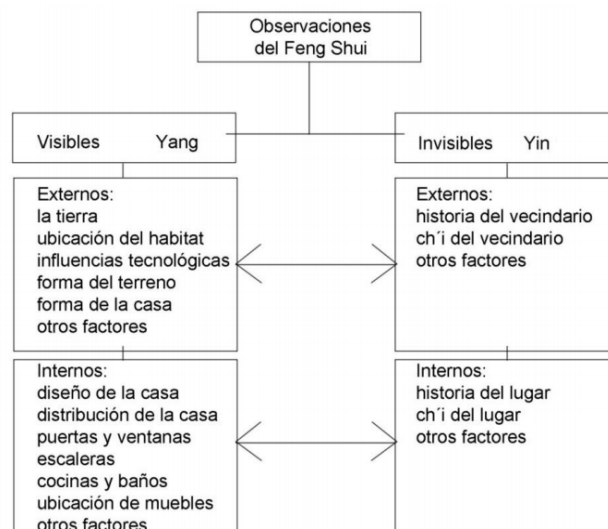 Observaciones
del Feng Shui
Visibles Yang
Invisibles Yin
Externos:
la tierra
ubicación del habitat
influencias tecnológicas
forma del terreno
forma de la casa
otros factores
Externos:
historia del vecindario
ch´i del vecindario
otros factores
Internos:
diseño de la casa
distribución de la casa
puertas y ventanas
escaleras
cocinas y baños
ubicación de muebles
otros factores
Internos:
historia del lugar
ch´i del lugar
otros factores